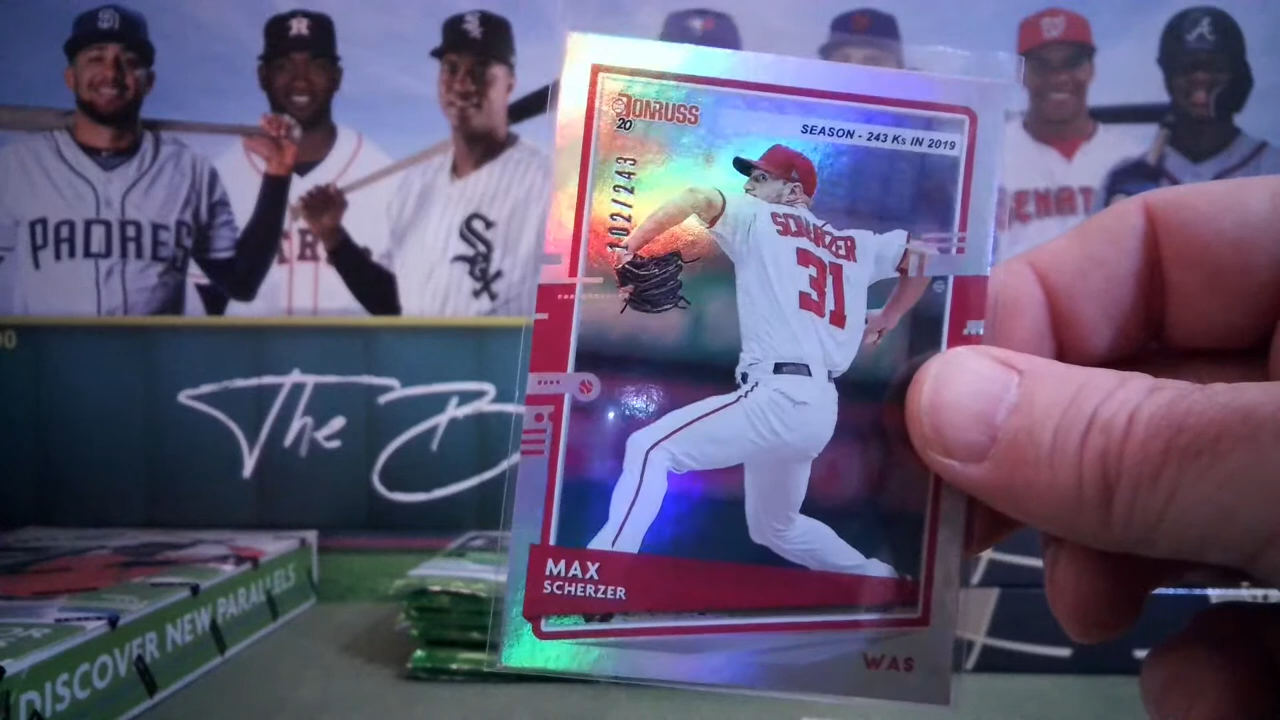 PADRES
Sox
DONRUSS
20
SEASON - 243 Ks IN 2019
102/243
SCHERZER
31
MAX
SCHERZER
WAS
The B
DISCOVER NEW PARALLELS